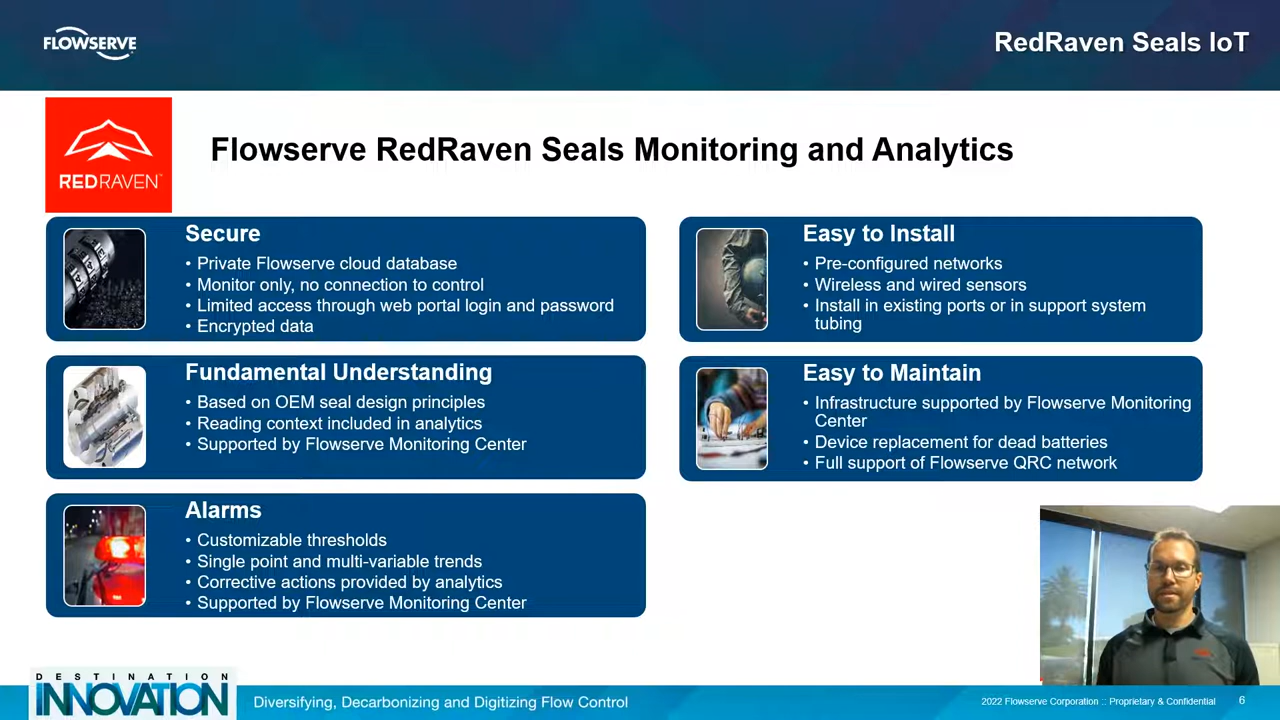 FLOWSERVE
RedRaven Seals IoT
REDRAVEN™
Flowserve RedRaven Seals Monitoring and Analytics
Secure
• Private Flowserve cloud database
• Monitor only, no connection to control
• Limited access through web portal login and password
• Encrypted data
Fundamental Understanding
• Based on OEM seal design principles
• Reading context included in analytics
• Supported by Flowserve Monitoring Center
Alarms
• Customizable thresholds
• Single point and multi-variable trends
• Corrective actions provided by analytics
• Supported by Flowserve Monitoring Center
Easy to Install
• Pre-configured networks
• Wireless and wired sensors
• Install in existing ports or in support system
tubing
Easy to Maintain
• Infrastructure supported by Flowserve Monitoring
Center
• Device replacement for dead batteries
• Full support of Flowserve QRC network
DESTINATION
INNOVATION
Diversifying, Decarbonizing and Digitizing Flow Control
2022 Flowserve Corporation :: Proprietary & Confidential
6